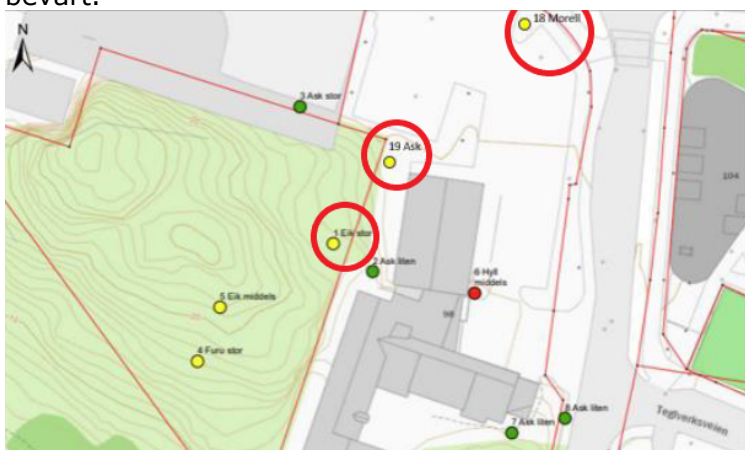 bevart.
N
18 Morell
3 Ask stor
19 Ask
104
1 Eik stor
2 Ask liten
6 Hyll
middels
5 Eik middels
98
4 Furu stor
8 Ask liten
7 Ask liten
Teglverksveien